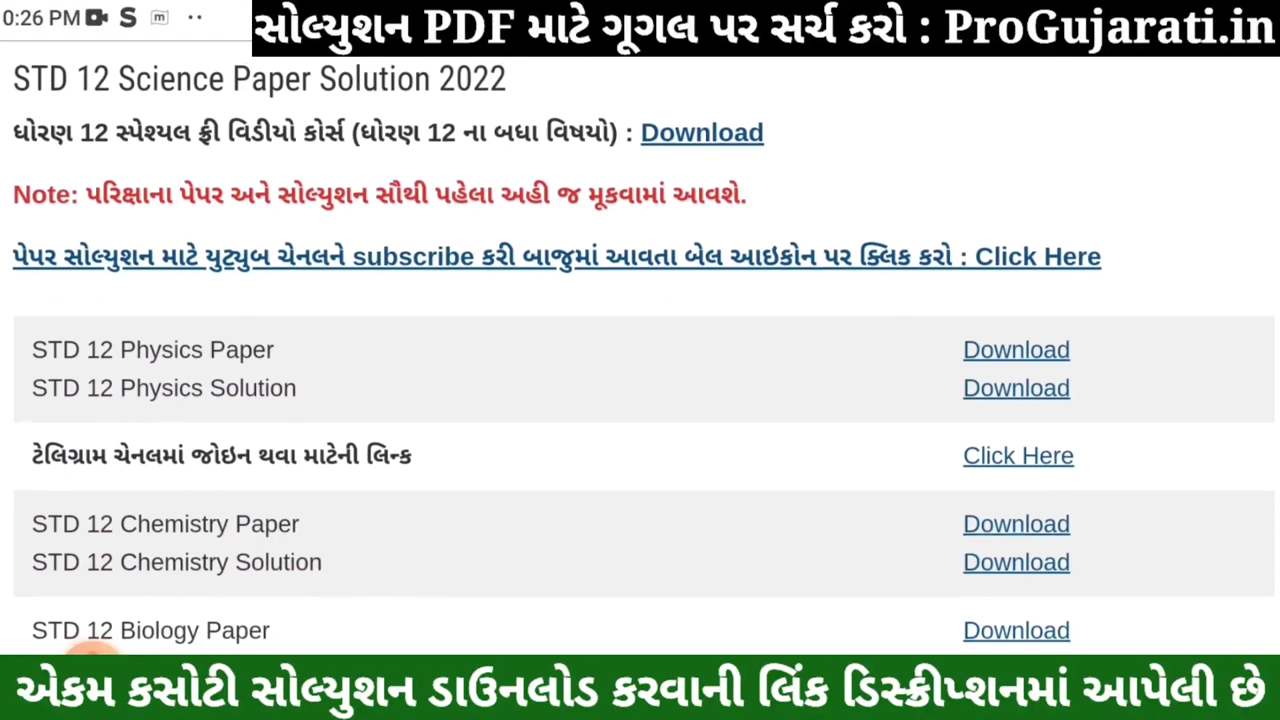 0:26 PM S m
સોલ્યુશન PDF માટે ગૂગલ પર સર્ચ કરો : ProGujarati.in
STD 12 Science Paper Solution 2022
ધોરણ 12 સ્પેશ્યલ ફ્રી વિડીયો કોર્સ (ધોરણ 12 ના બધા વિષયો) : Download
Note: પરિક્ષાના પેપર અને સોલ્યુશન સૌથી પહેલા અહી જ મૂકવામાં આવશે.
પેપર સોલ્યુશન માટે યુટ્યુબ ચેનલને subscribe કરી બાજુમાં આવતા બેલ આઇકોન પર ક્લિક કરો : Click Here
STD 12 Physics Paper Download
STD 12 Physics Solution Download
ટેલિગ્રામ ચેનલમાં જોઇન થવા માટેની લિન્ક Click Here
STD 12 Chemistry Paper Download
STD 12 Chemistry Solution Download
STD 12 Biology Paper Download
એકમ કસોટી સોલ્યુશન ડાઉનલોડ કરવાની લિંક ડિસ્ક્રીપ્શનમાં આપેલી છે